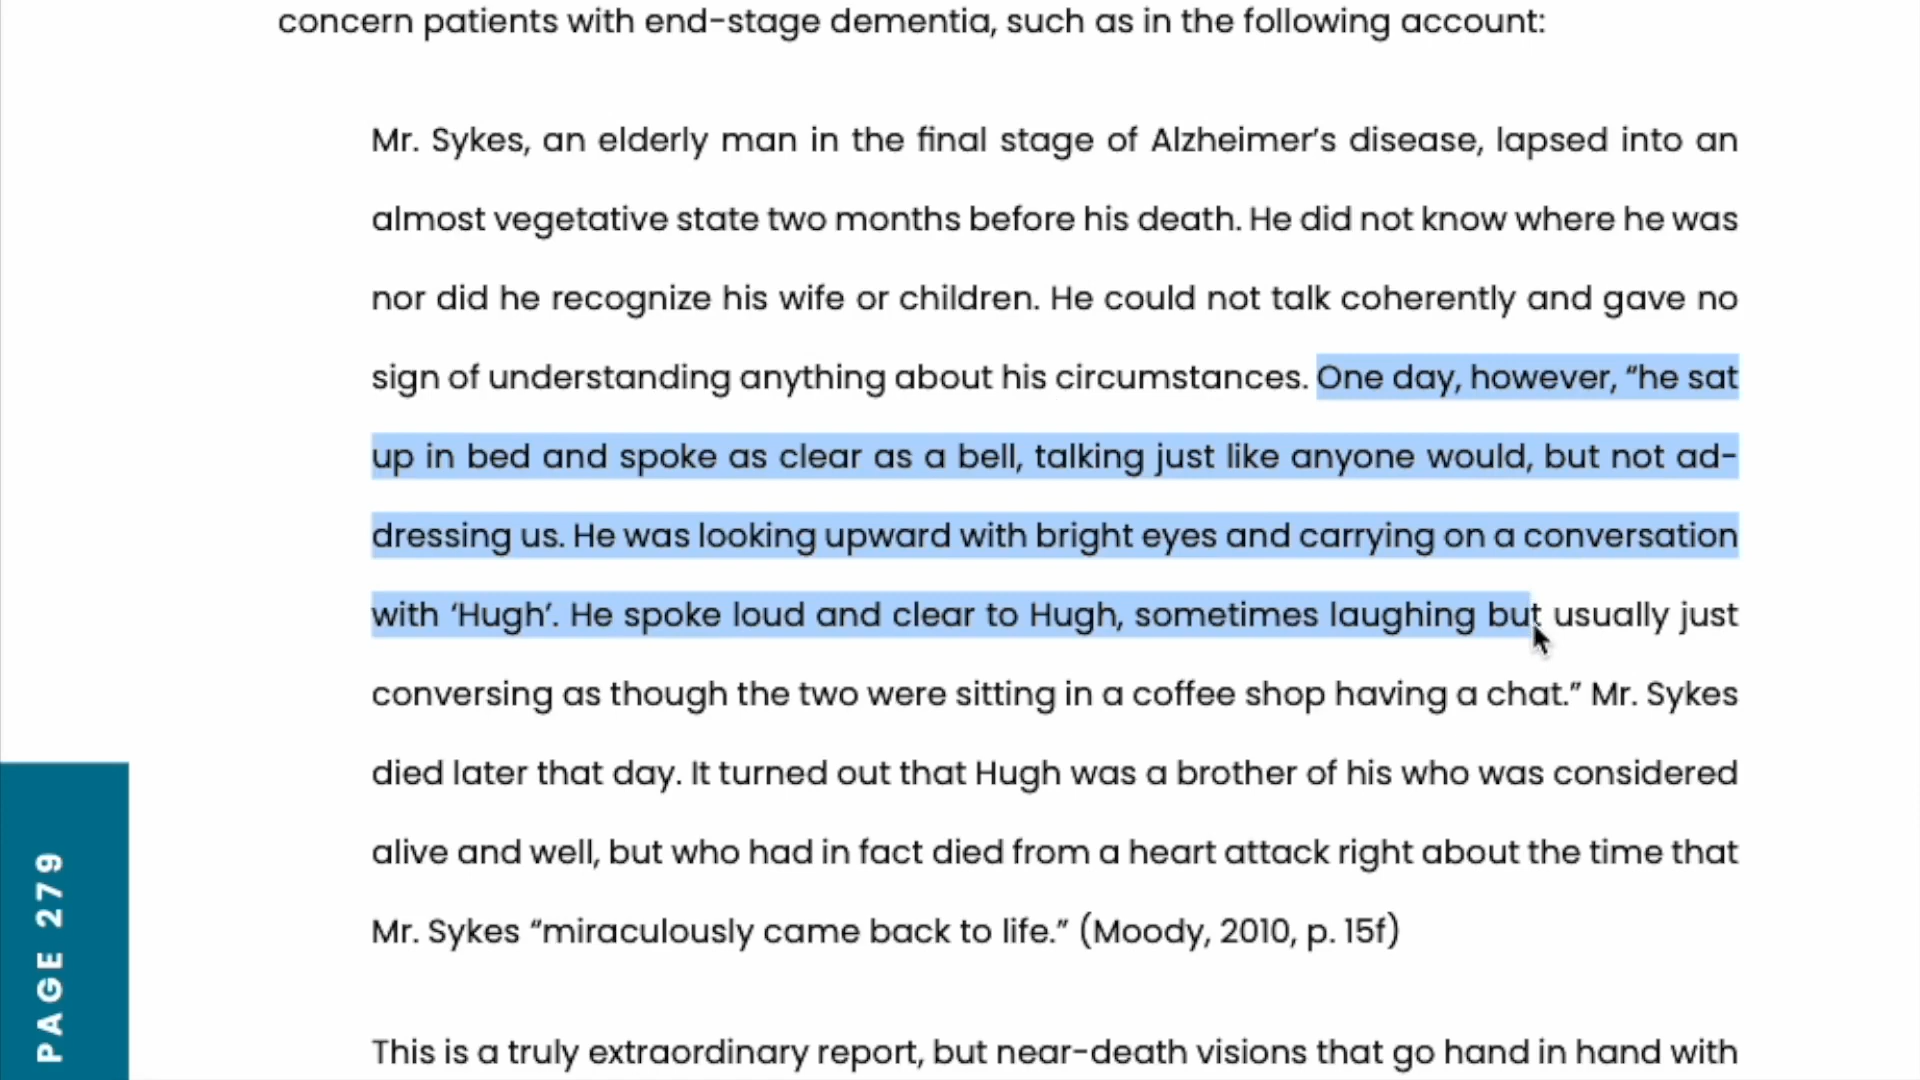 concern patients with end-stage dementia, such as in the following account:
Mr. Sykes, an elderly man in the final stage of Alzheimer’s disease, lapsed into an
almost vegetative state two months before his death. He did not know where he was
nor did he recognize his wife or children. He could not talk coherently and gave no
sign of understanding anything about his circumstances. One day, however, “he sat
up in bed and spoke as clear as a bell, talking just like anyone would, but not ad-
dressing us. He was looking upward with bright eyes and carrying on a conversation
with ‘Hugh’. He spoke loud and clear to Hugh, sometimes laughing but usually just
conversing as though the two were sitting in a coffee shop having a chat.” Mr. Sykes
died later that day. It turned out that Hugh was a brother of his who was considered
alive and well, but who had in fact died from a heart attack right about the time that
Mr. Sykes “miraculously came back to life.” (Moody, 2010, p. 15f)
This is a truly extraordinary report, but near-death visions that go hand in hand with
PAGE 279